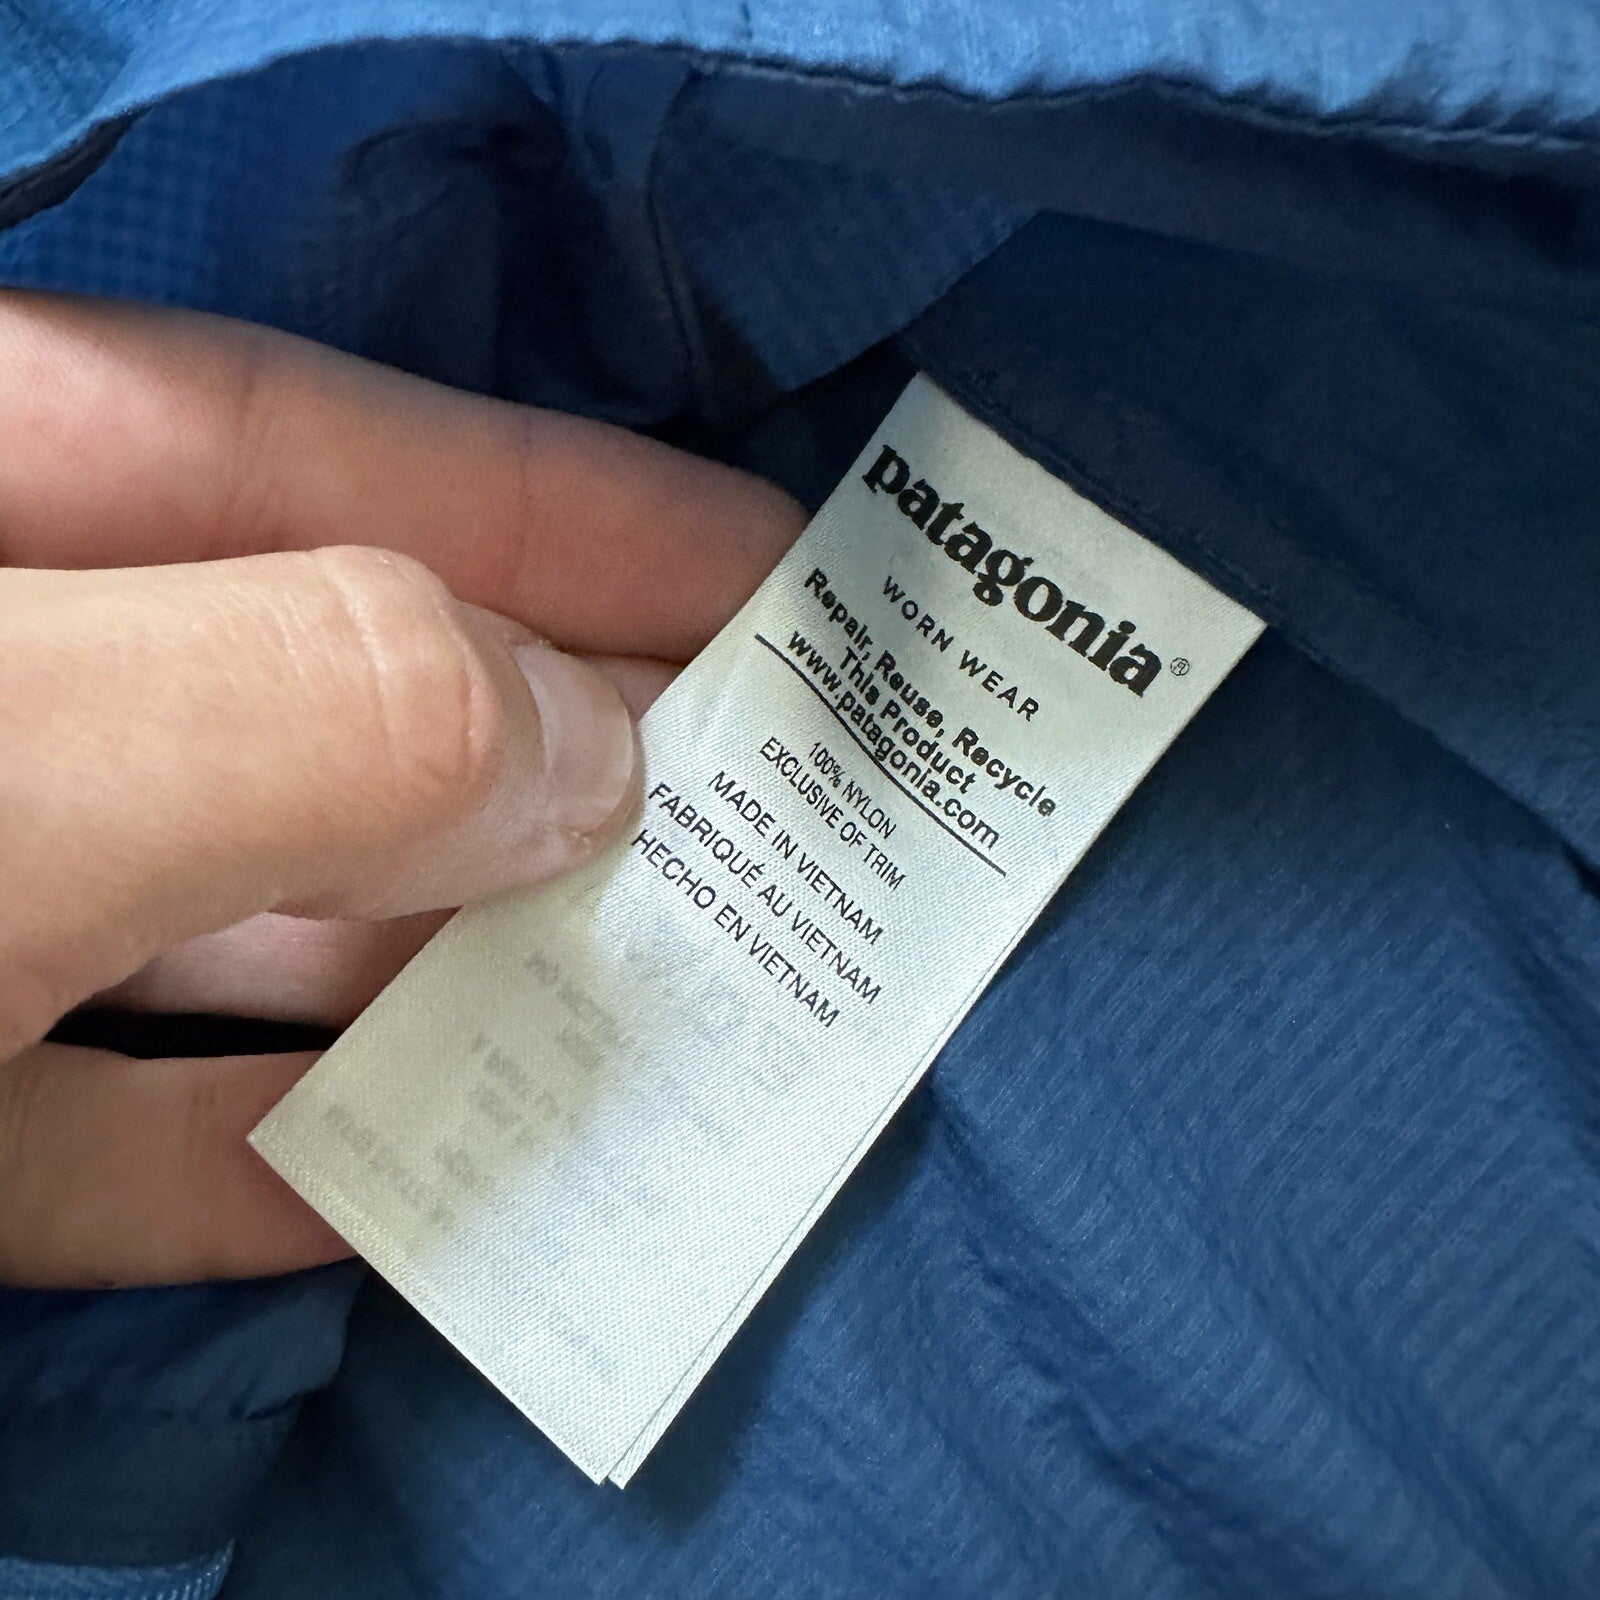 patagonia®
WORN WEAR
Repair, Reuse, Recycle
This Product
www.patagonia.com
100% NYLON
EXCLUSIVE OF TRIM
MADE IN VIETNAM
FABRIQUÉ AU VIETNAM
HECHO EN VIETNAM